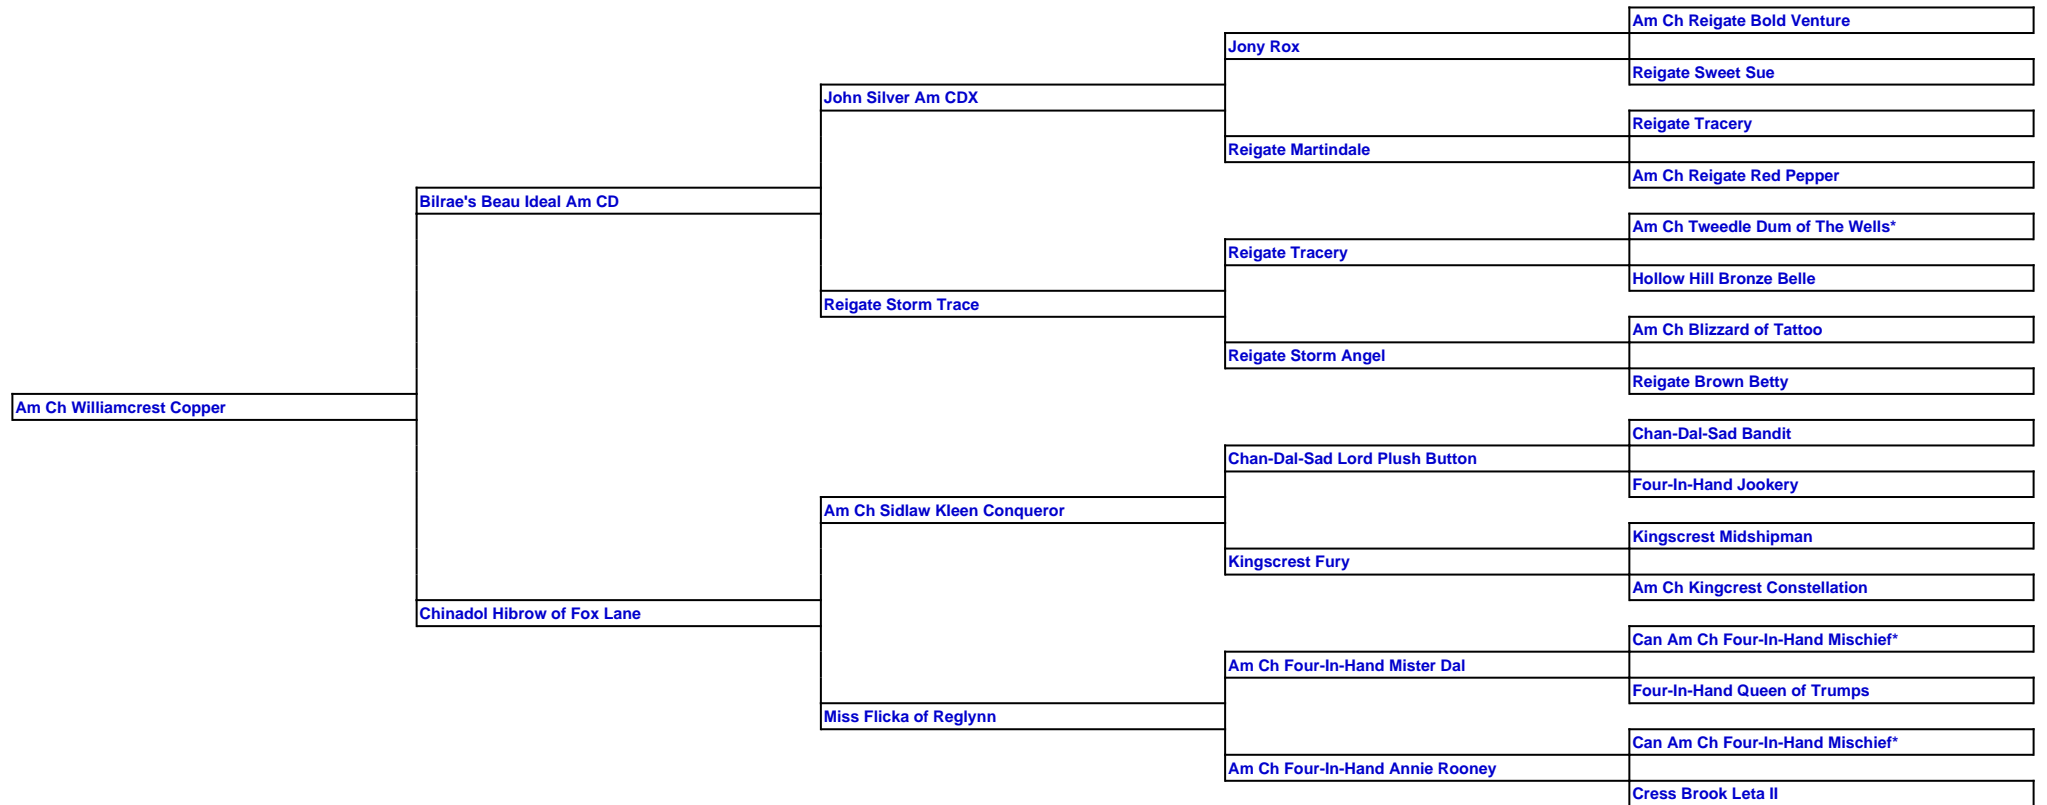 Am Ch Reigate Bold Venture
Jony Rox
Reigate Sweet Sue
John Silver Am CDX
Reigate Tracery
Reigate Martindale
Am Ch Reigate Red Pepper
Bilrae's Beau Ideal Am CD
Am Ch Tweedle Dum of The Wells*
Reigate Tracery
Hollow Hill Bronze Belle
Reigate Storm Trace
Am Ch Blizzard of Tattoo
Reigate Storm Angel
Reigate Brown Betty
Am Ch Williamcrest Copper
Chan-Dal-Sad Bandit
Chan-Dal-Sad Lord Plush Button
Four-In-Hand Jookery
Am Ch Sidlaw Kleen Conqueror
Kingscrest Midshipman
Kingscrest Fury
Am Ch Kingcrest Constellation
Chinadol Hibrow of Fox Lane
Can Am Ch Four-In-Hand Mischief*
Am Ch Four-In-Hand Mister Dal
Four-In-Hand Queen of Trumps
Miss Flicka of Reglynn
Can Am Ch Four-In-Hand Mischief*
Am Ch Four-In-Hand Annie Rooney
Cress Brook Leta II